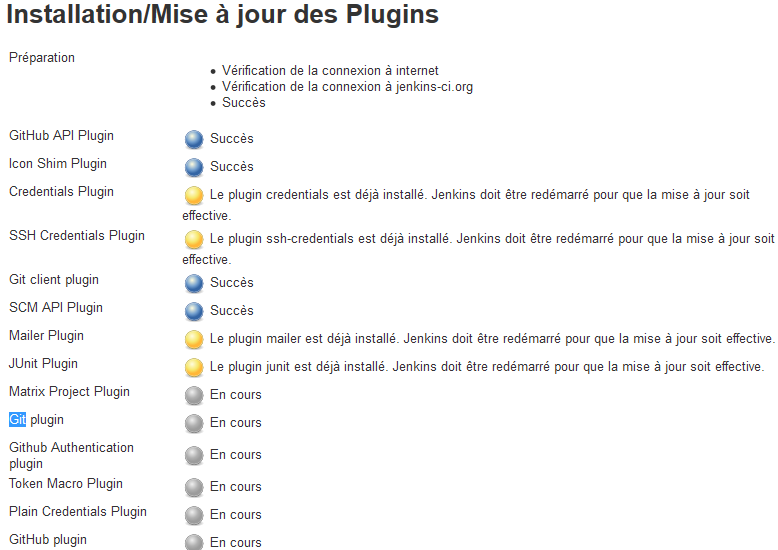 Installation/Mise à jour des Plugins
Préparation
Vérification de la connexion à internet
Vérification de la connexion à jenkins-ci.org
Succès
GitHub API Plugin Succès
Icon Shim Plugin Succès
Credentials Plugin Le plugin credentials est déjà installé. Jenkins doit être redémarré pour que la mise à jour soit
effective.
SSH Credentials Plugin Le plugin ssh-credentials est déjà installé. Jenkins doit être redémarré pour que la mise à jour soit
effective.
Git client plugin Succès
SCM API Plugin Succès
Mailer Plugin Le plugin mailer est déjà installé. Jenkins doit être redémarré pour que la mise à jour soit effective.
JUnit Plugin Le plugin junit est déjà installé. Jenkins doit être redémarré pour que la mise à jour soit effective.
Matrix Project Plugin En cours
Git plugin En cours
Github Authentication
plugin En cours
Token Macro Plugin En cours
Plain Credentials Plugin En cours
GitHub plugin En cours